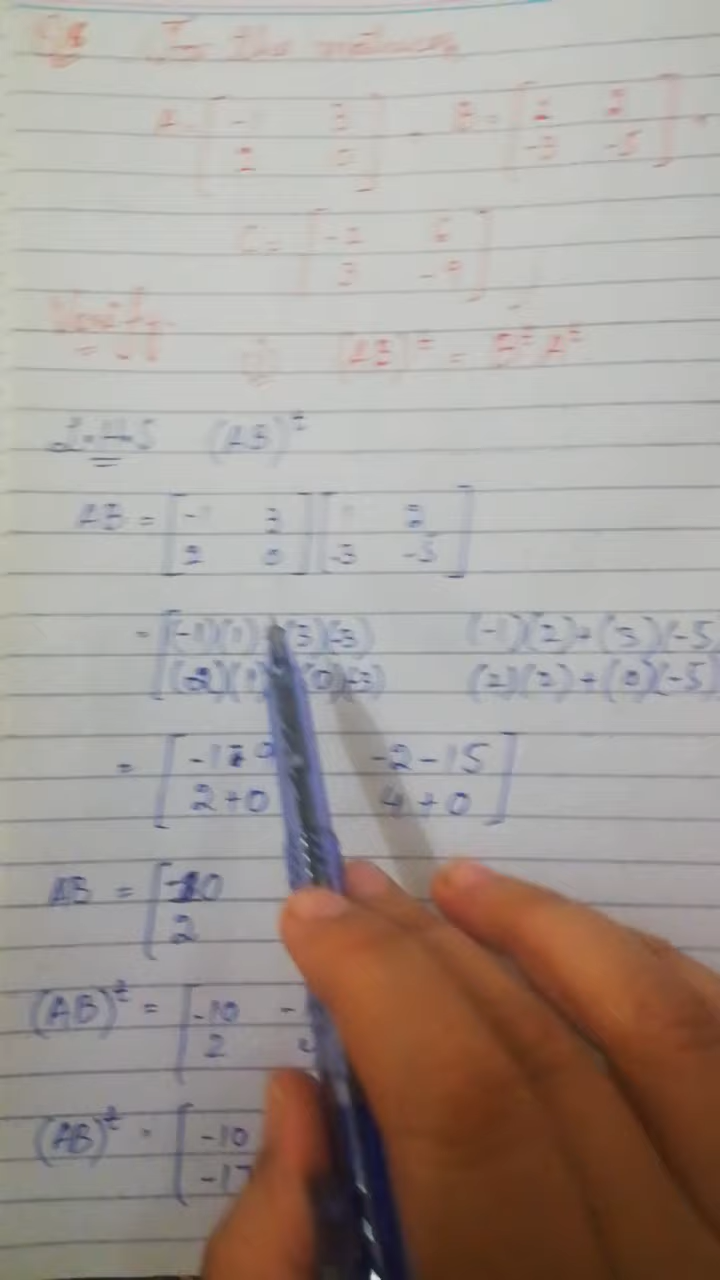 For the matrices
A = [ -1 3 B = [ 2
2 0 ] -3 -5 ]
C = [ -2 6
3 -9 ]
Verify (i) (AB)^t = B^t A^t
L.H.S (AB)^t
AB = [ -1 3 ] [ 1 2 ]
2 0 -3 -5
= [ (-1)(1) + (3)(-3) (-1)(2) + (3)(-5)
(2)(1) (0)(-3) (2)(2) + (0)(-5)
= [ -1 - 9 -2 - 15 ]
2 + 0 4 + 0
AB = [ -10
2
(AB)^t = [ -10 -
2
(AB)^t = [ -10
-17